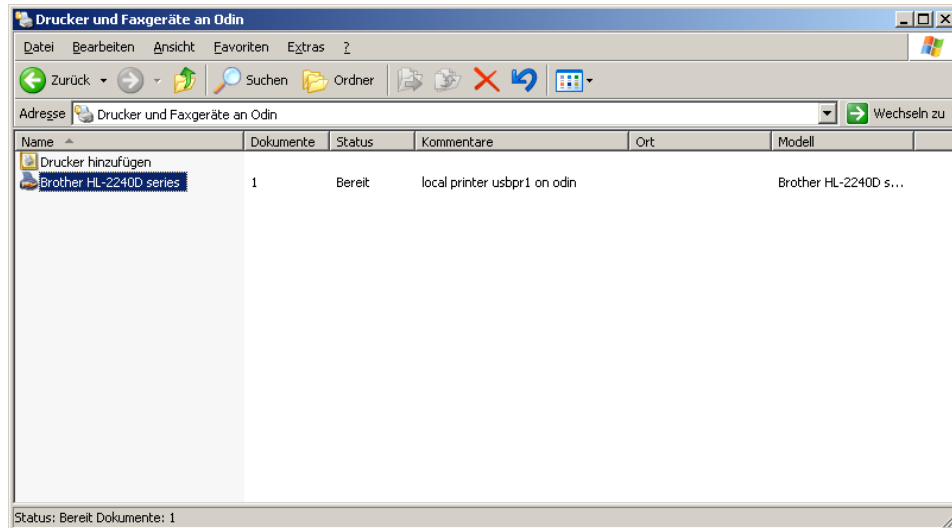 Drucker und Faxgeräte an Odin
Datei Bearbeiten Ansicht Favoriten Extras ?
Zurück Suchen Ordner
Adresse Drucker und Faxgeräte an Odin Wechseln zu
Name Dokumente Status Kommentare Ort Modell
Drucker hinzufügen
Brother HL-2240D series 1 Bereit local printer usbpr1 on odin Brother HL-2240D s...
Status: Bereit Dokumente: 1